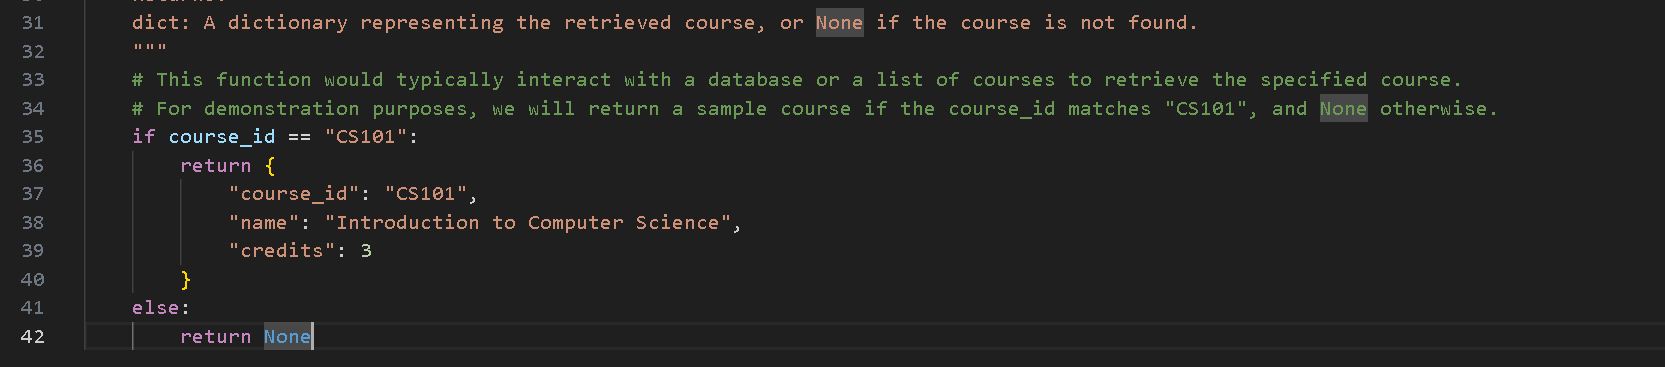 31 dict: A dictionary representing the retrieved course, or None if the course is not found.
32 """
33 # This function would typically interact with a database or a list of courses to retrieve the specified course.
34 # For demonstration purposes, we will return a sample course if the course_id matches "CS101", and None otherwise.
35 if course_id == "CS101":
36     return {
37         "course_id": "CS101",
38         "name": "Introduction to Computer Science",
39         "credits": 3
40     }
41 else:
42     return None